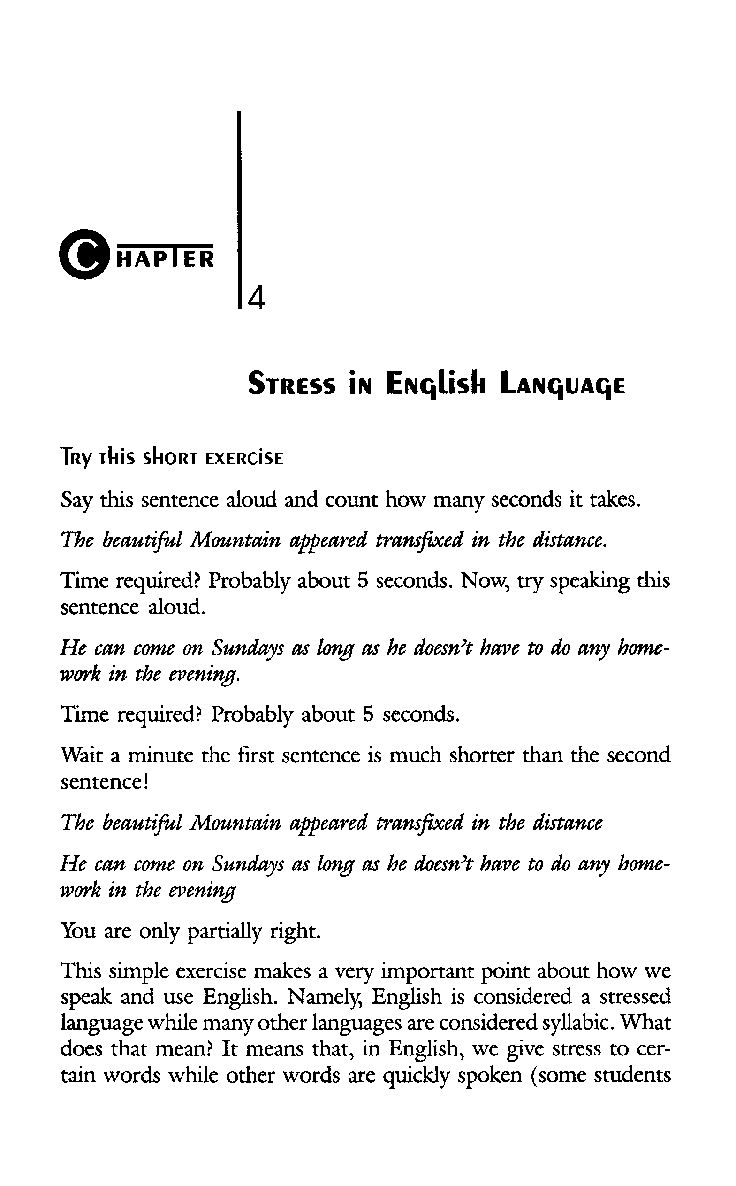 CHAPTER
4
STRESS iN ENGLisH LANGUAGE
TRy THis sHORT EXERCisE
Say this sentence aloud and count how many seconds it takes.
The beautiful Mountain appeared transfixed in the distance.
Time required? Probably about 5 seconds. Now, try speaking this
sentence aloud.
He can come on Sundays as long as he doesn't have to do any home-
work in the evening.
Time required? Probably about 5 seconds.
Wait a minute the first sentence is much shorter than the second
sentence!
The beautiful Mountain appeared transfixed in the distance
He can come on Sundays as long as he doesn't have to do any home-
work in the evening
You are only partially right.
This simple exercise makes a very important point about how we
speak and use English. Namely, English is considered a stressed
language while many other languages are considered syllabic. What
does that mean? It means that, in English, we give stress to cer-
tain words while other words are quickly spoken (some students